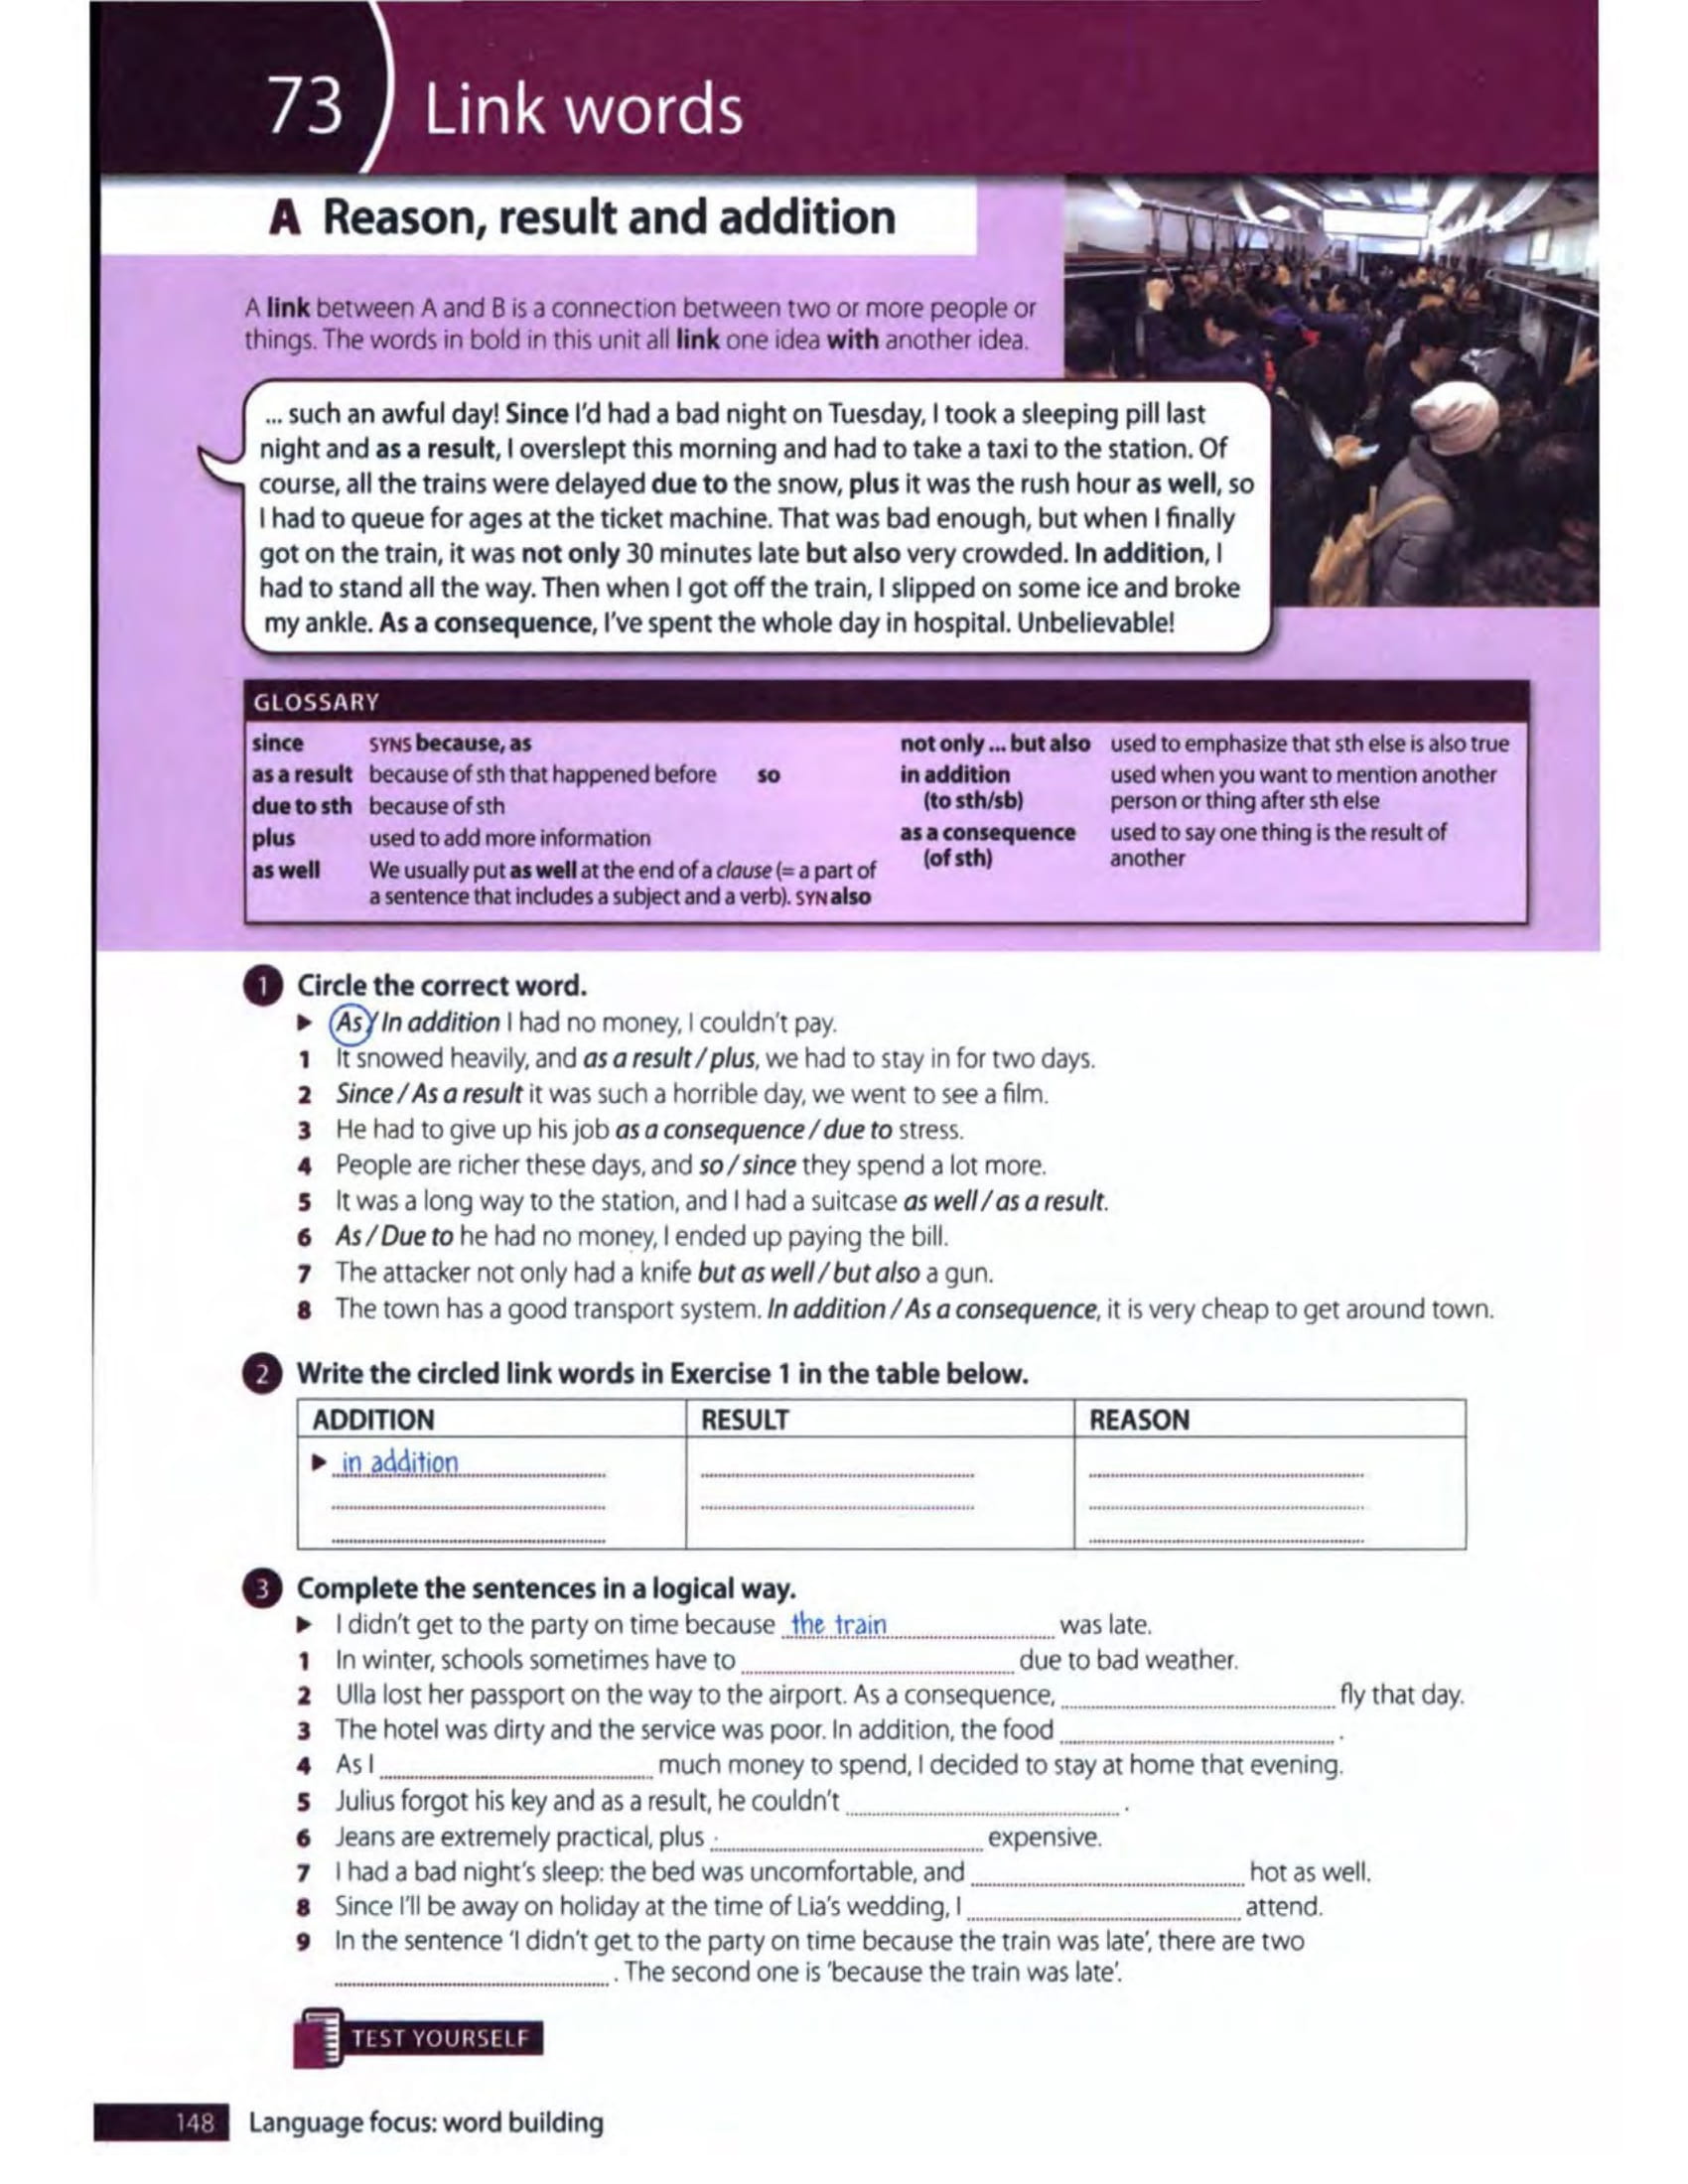 73 Link words
A Reason, result and addition
A link between A and B is a connection between two or more people or
things. The words in bold in this unit all link one idea with another idea.
... such an awful day! Since I'd had a bad night on Tuesday, I took a sleeping pill last
night and as a result, I overslept this morning and had to take a taxi to the station. Of
course, all the trains were delayed due to the snow, plus it was the rush hour as well, so
I had to queue for ages at the ticket machine. That was bad enough, but when I finally
got on the train, it was not only 30 minutes late but also very crowded. In addition, I
had to stand all the way. Then when I got off the train, I slipped on some ice and broke
my ankle. As a consequence, I've spent the whole day in hospital. Unbelievable!
GLOSSARY
since SYNS because, as
as a result because of sth that happened before so
due to sth because of sth
plus used to add more information
as well We usually put as well at the end of a clause (= a part of
a sentence that includes a subject and a verb). SYN also
not only ... but also used to emphasize that sth else is also true
in addition used when you want to mention another
(to sth/sb) person or thing after sth else
as a consequence used to say one thing is the result of
(of sth) another
1 Circle the correct word.
► As / In addition I had no money, I couldn't pay.
1 It snowed heavily, and as a result / plus, we had to stay in for two days.
2 Since / As a result it was such a horrible day, we went to see a film.
3 He had to give up his job as a consequence / due to stress.
4 People are richer these days, and so / since they spend a lot more.
5 It was a long way to the station, and I had a suitcase as well / as a result.
6 As / Due to he had no money, I ended up paying the bill.
7 The attacker not only had a knife but as well / but also a gun.
8 The town has a good transport system. In addition / As a consequence, it is very cheap to get around town.
2 Write the circled link words in Exercise 1 in the table below.
ADDITION RESULT REASON
► in addition
3 Complete the sentences in a logical way.
► I didn't get to the party on time because the train was late.
1 In winter, schools sometimes have to due to bad weather.
2 Ulla lost her passport on the way to the airport. As a consequence, fly that day.
3 The hotel was dirty and the service was poor. In addition, the food .
4 As I much money to spend, I decided to stay at home that evening.
5 Julius forgot his key and as a result, he couldn't .
6 Jeans are extremely practical, plus expensive.
7 I had a bad night's sleep: the bed was uncomfortable, and hot as well.
8 Since I'll be away on holiday at the time of Lia's wedding, I attend.
9 In the sentence 'I didn't get to the party on time because the train was late', there are two
. The second one is 'because the train was late'.
TEST YOURSELF
148 Language focus: word building